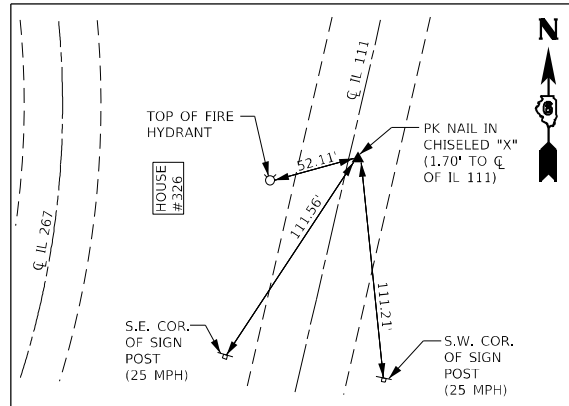 N
6
℄ IL 111
TOP OF FIRE
HYDRANT
PK NAIL IN
CHISELED "X"
(1.70' TO ℄
OF IL 111)
52.11'
HOUSE
#326
111.56'
℄ IL 267
111.21'
S.E. COR.
OF SIGN
POST
(25 MPH)
S.W. COR.
OF SIGN
POST
(25 MPH)